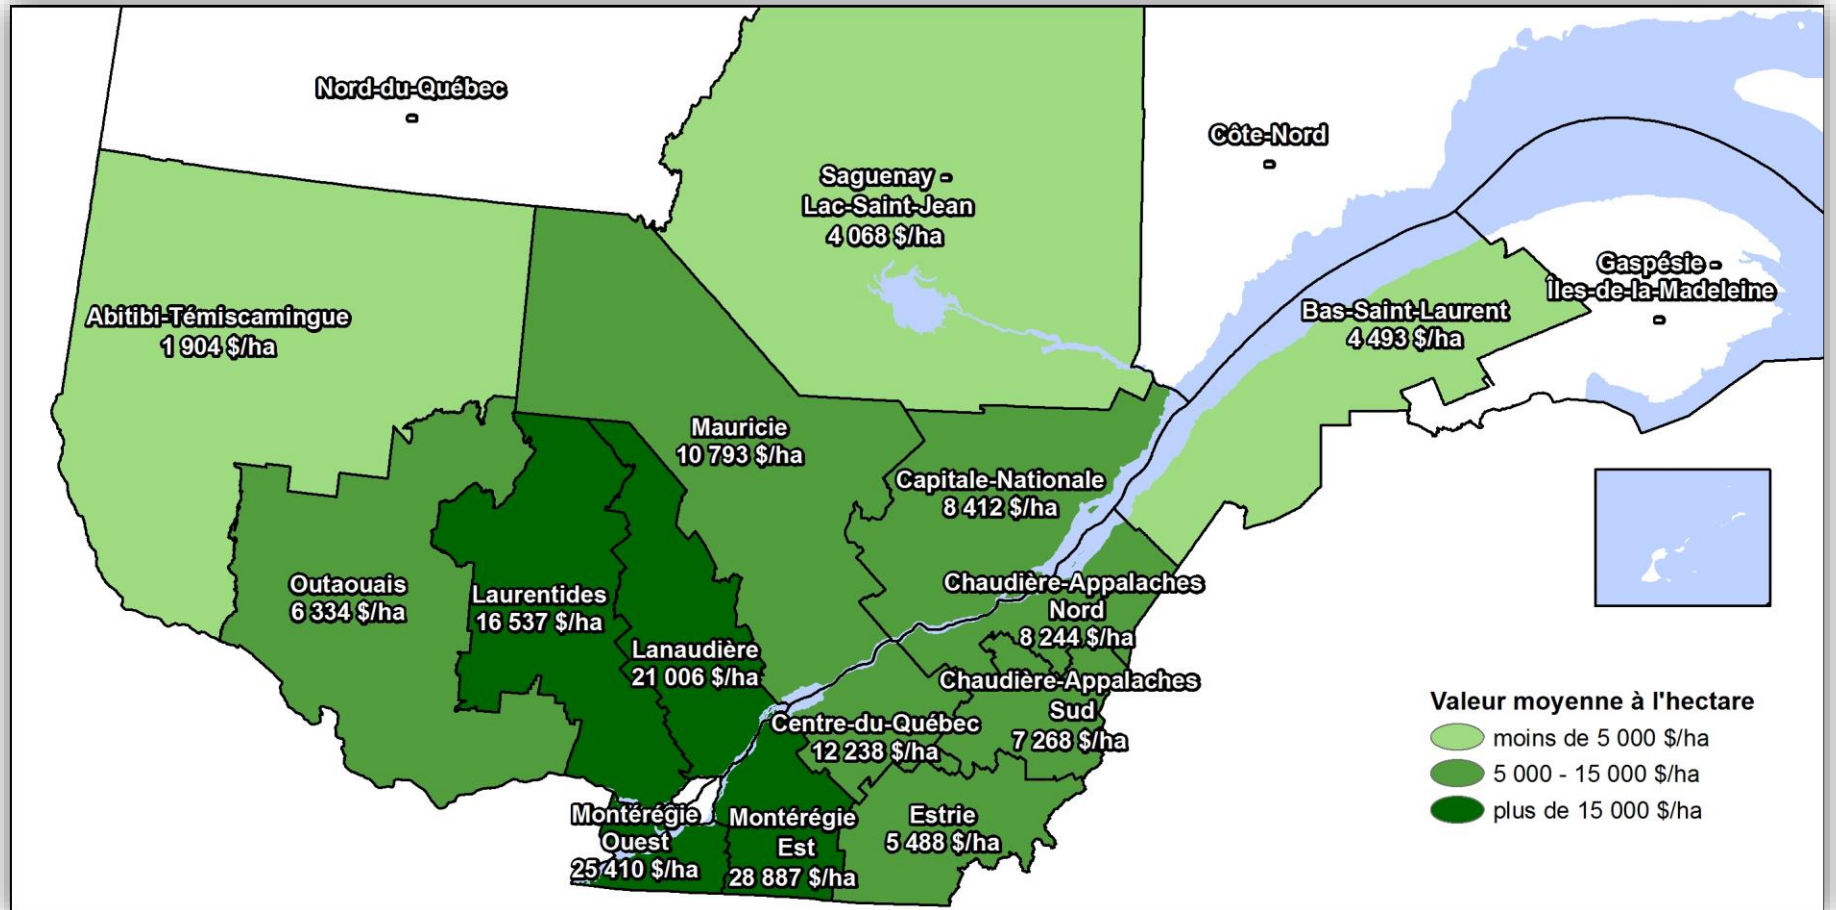 Nord-du-Québec
-
Côte-Nord
-
Saguenay -
Lac-Saint-Jean
4 068 $/ha
Gaspésie -
Îles-de-la-Madeleine
-
Abitibi-Témiscamingue
1 904 $/ha
Bas-Saint-Laurent
4 493 $/ha
Mauricie
10 793 $/ha
Capitale-Nationale
8 412 $/ha
Outaouais
6 334 $/ha
Laurentides
16 537 $/ha
Chaudière-Appalaches
Nord
8 244 $/ha
Lanaudière
21 006 $/ha
Chaudière-Appalaches
Sud
7 268 $/ha
Centre-du-Québec
12 238 $/ha
Montérégie
Ouest
25 410 $/ha
Montérégie
Est
28 887 $/ha
Estrie
5 488 $/ha
Valeur moyenne à l'hectare
moins de 5 000 $/ha
5 000 - 15 000 $/ha
plus de 15 000 $/ha